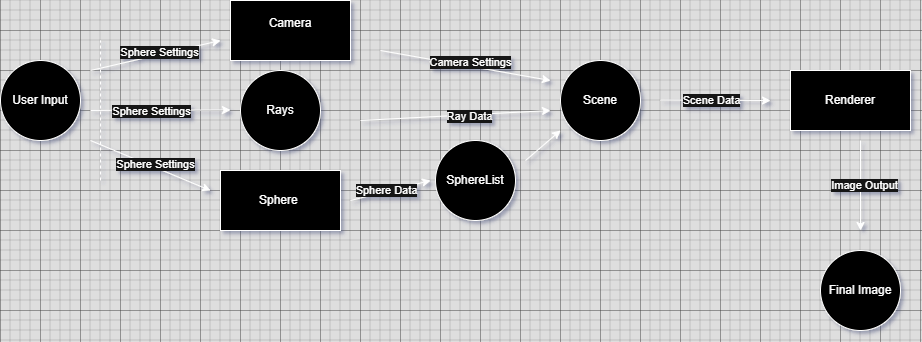 Camera
Sphere Settings
Camera Settings
User Input
Sphere Settings
Rays
Ray Data
Scene
Scene Data
Renderer
Sphere Settings
Sphere
Sphere Data
SphereList
Image Output
Final Image